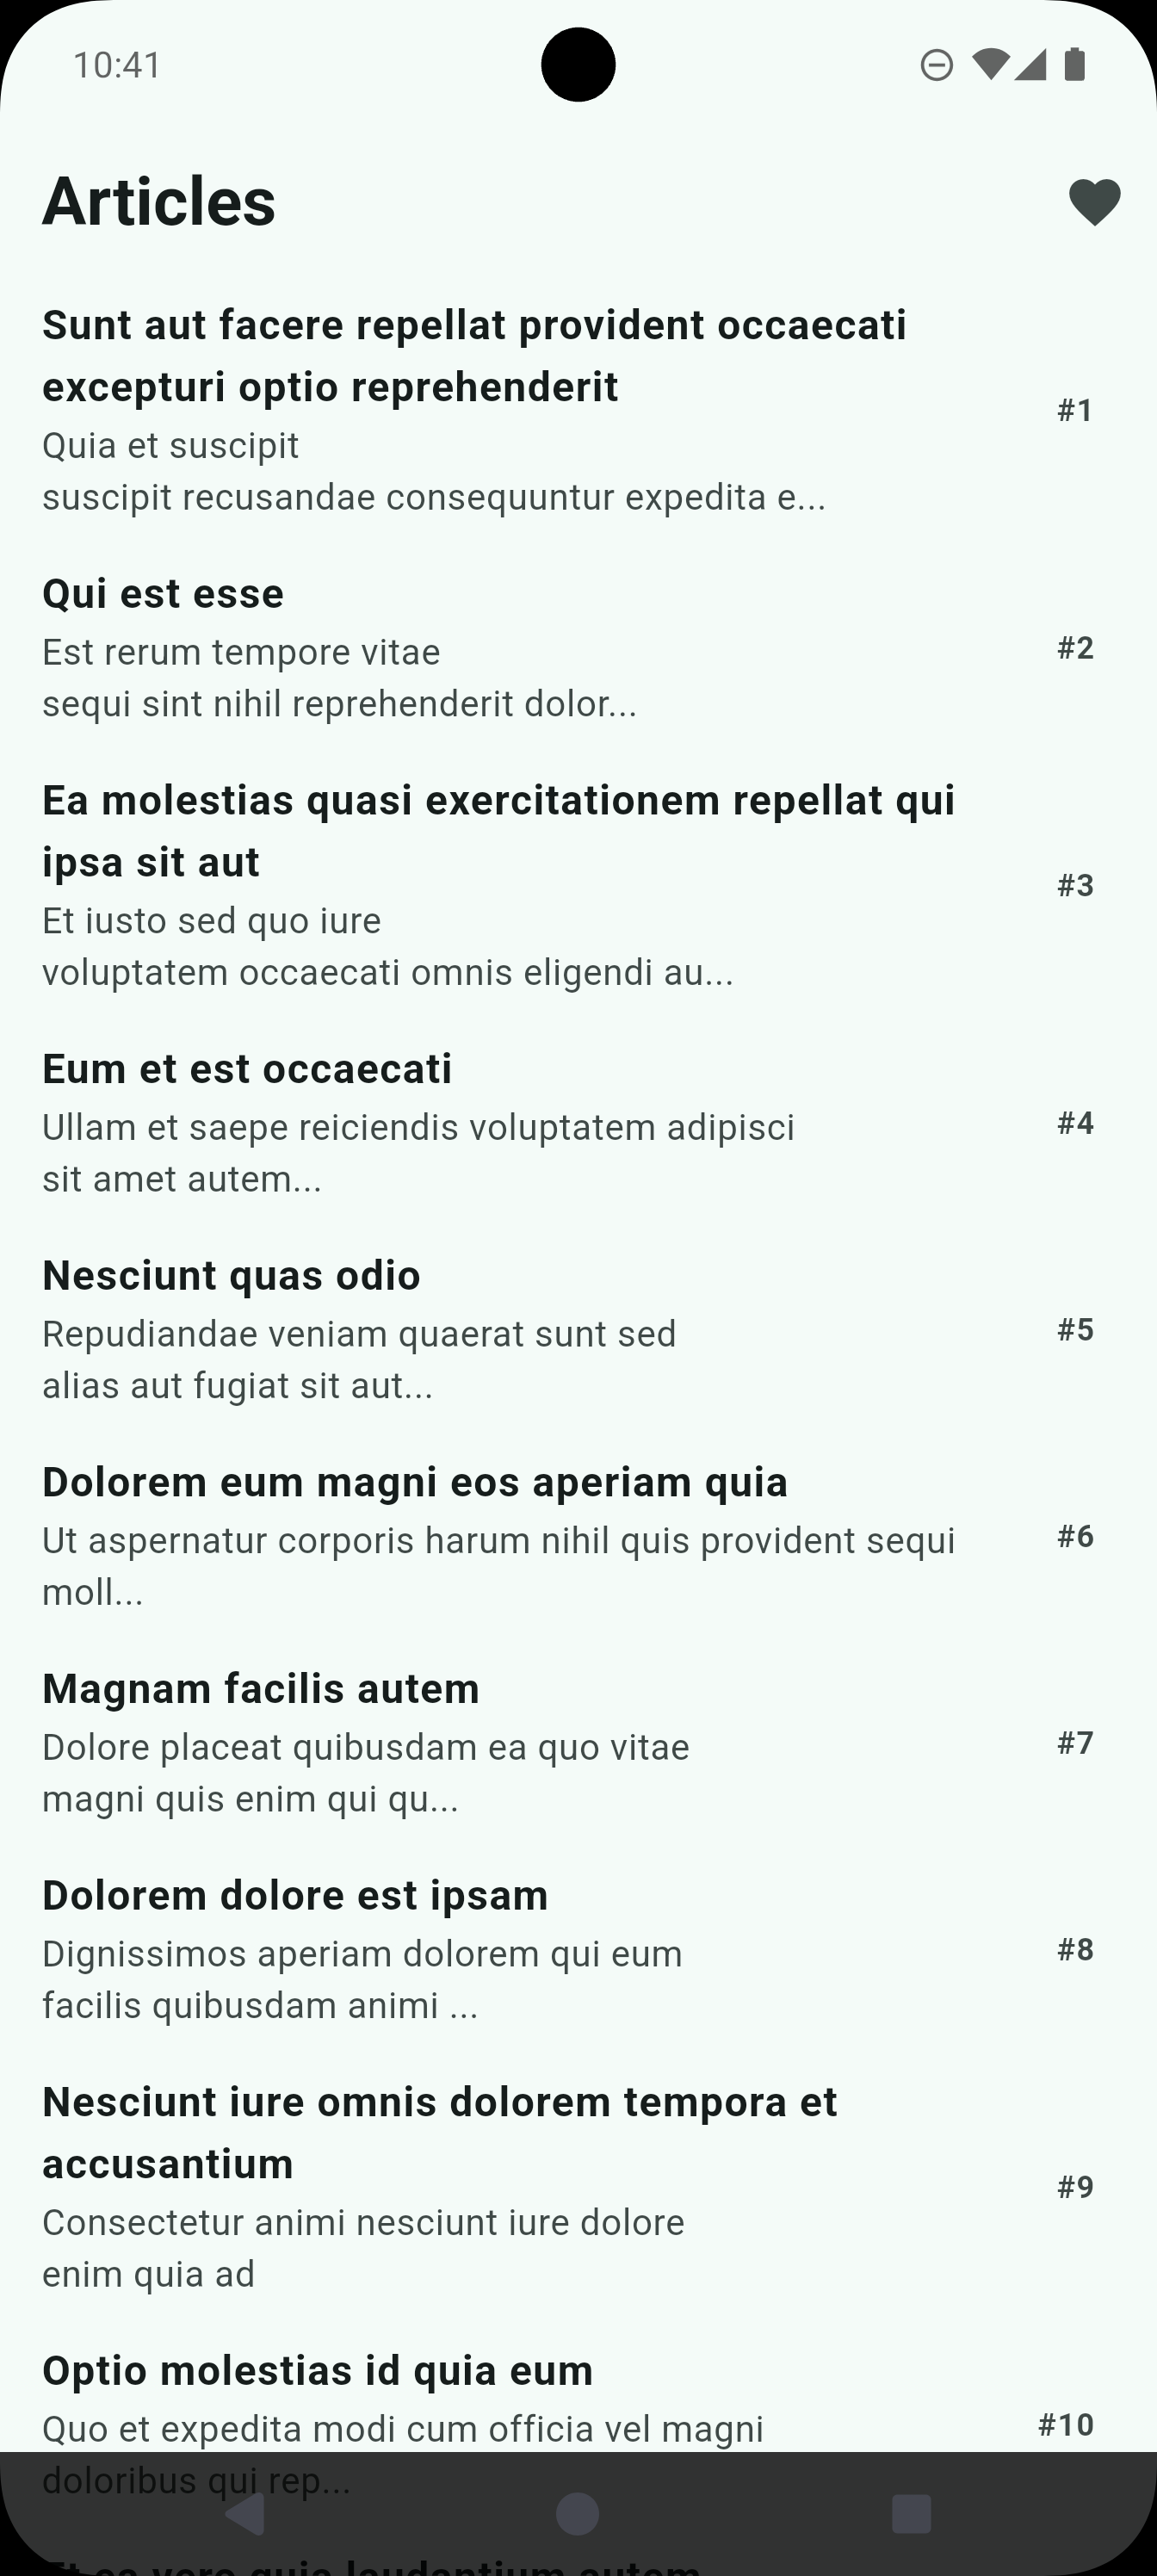 10:41
Articles
Sunt aut facere repellat provident occaecati
excepturi optio reprehenderit
#1
Quia et suscipit
suscipit recusandae consequuntur expedita e...
Qui est esse
Est rerum tempore vitae
#2
sequi sint nihil reprehenderit dolor...
Ea molestias quasi exercitationem repellat qui
ipsa sit aut
#3
Et iusto sed quo iure
voluptatem occaecati omnis eligendi au...
Eum et est occaecati
Ullam et saepe reiciendis voluptatem adipisci
#4
sit amet autem...
Nesciunt quas odio
Repudiandae veniam quaerat sunt sed
#5
alias aut fugiat sit aut...
Dolorem eum magni eos aperiam quia
Ut aspernatur corporis harum nihil quis provident sequi
#6
moll...
Magnam facilis autem
Dolore placeat quibusdam ea quo vitae
#7
magni quis enim qui qu...
Dolorem dolore est ipsam
Dignissimos aperiam dolorem qui eum
#8
facilis quibusdam animi ...
Nesciunt iure omnis dolorem tempora et
accusantium
#9
Consectetur animi nesciunt iure dolore
enim quia ad
Optio molestias id quia eum
Quo et expedita modi cum officia vel magni
#10
doloribus qui rep...
Et ea vero quia laudantium autem